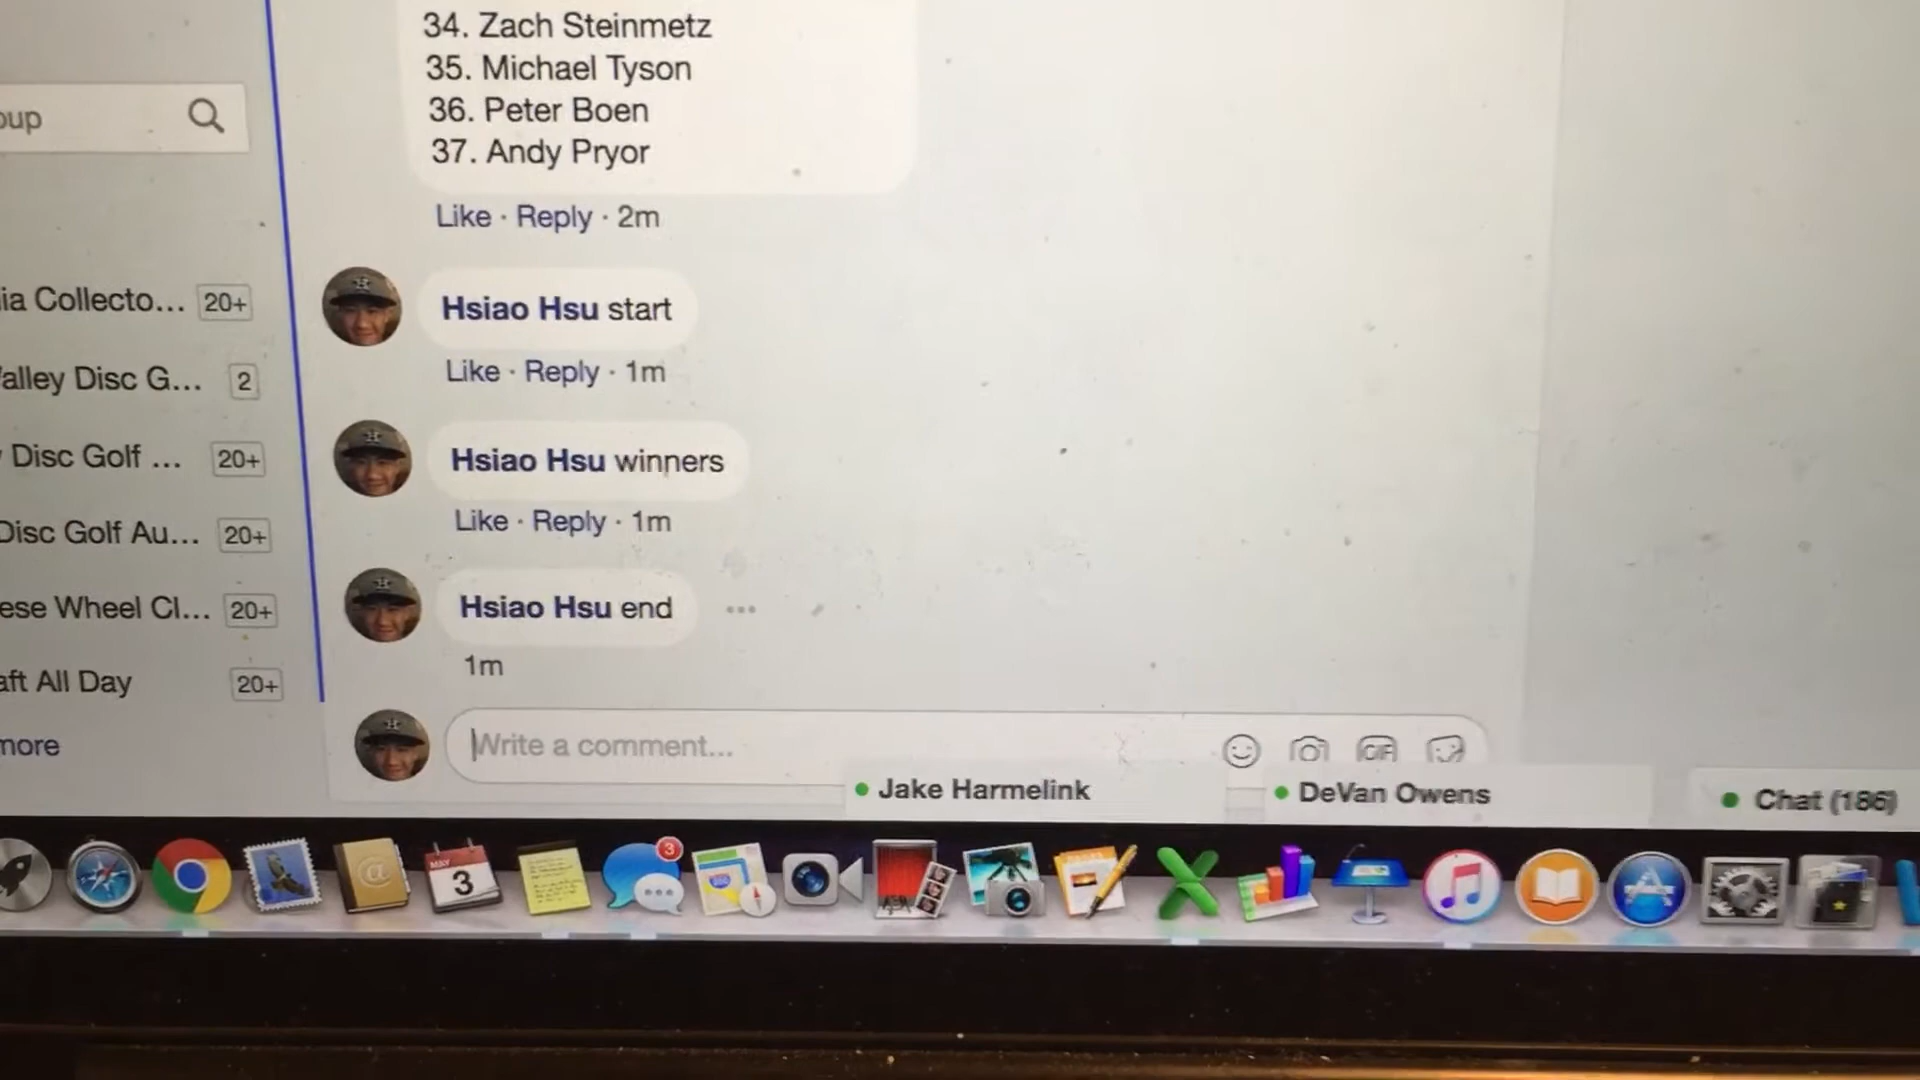 34. Zach Steinmetz
35. Michael Tyson
36. Peter Boen
37. Andy Pryor
Like · Reply · 2m
oup
Hsiao Hsu start
Like · Reply · 1m
Hsiao Hsu winners
Like · Reply · 1m
Hsiao Hsu end
1m
Write a comment...
GIF
ia Collecto... 20+
alley Disc G... 2
Disc Golf ... 20+
Disc Golf Au... 20+
ese Wheel Cl... 20+
aft All Day 20+
more
Jake Harmelink
DeVan Owens
Chat (186)
MAY
3
3